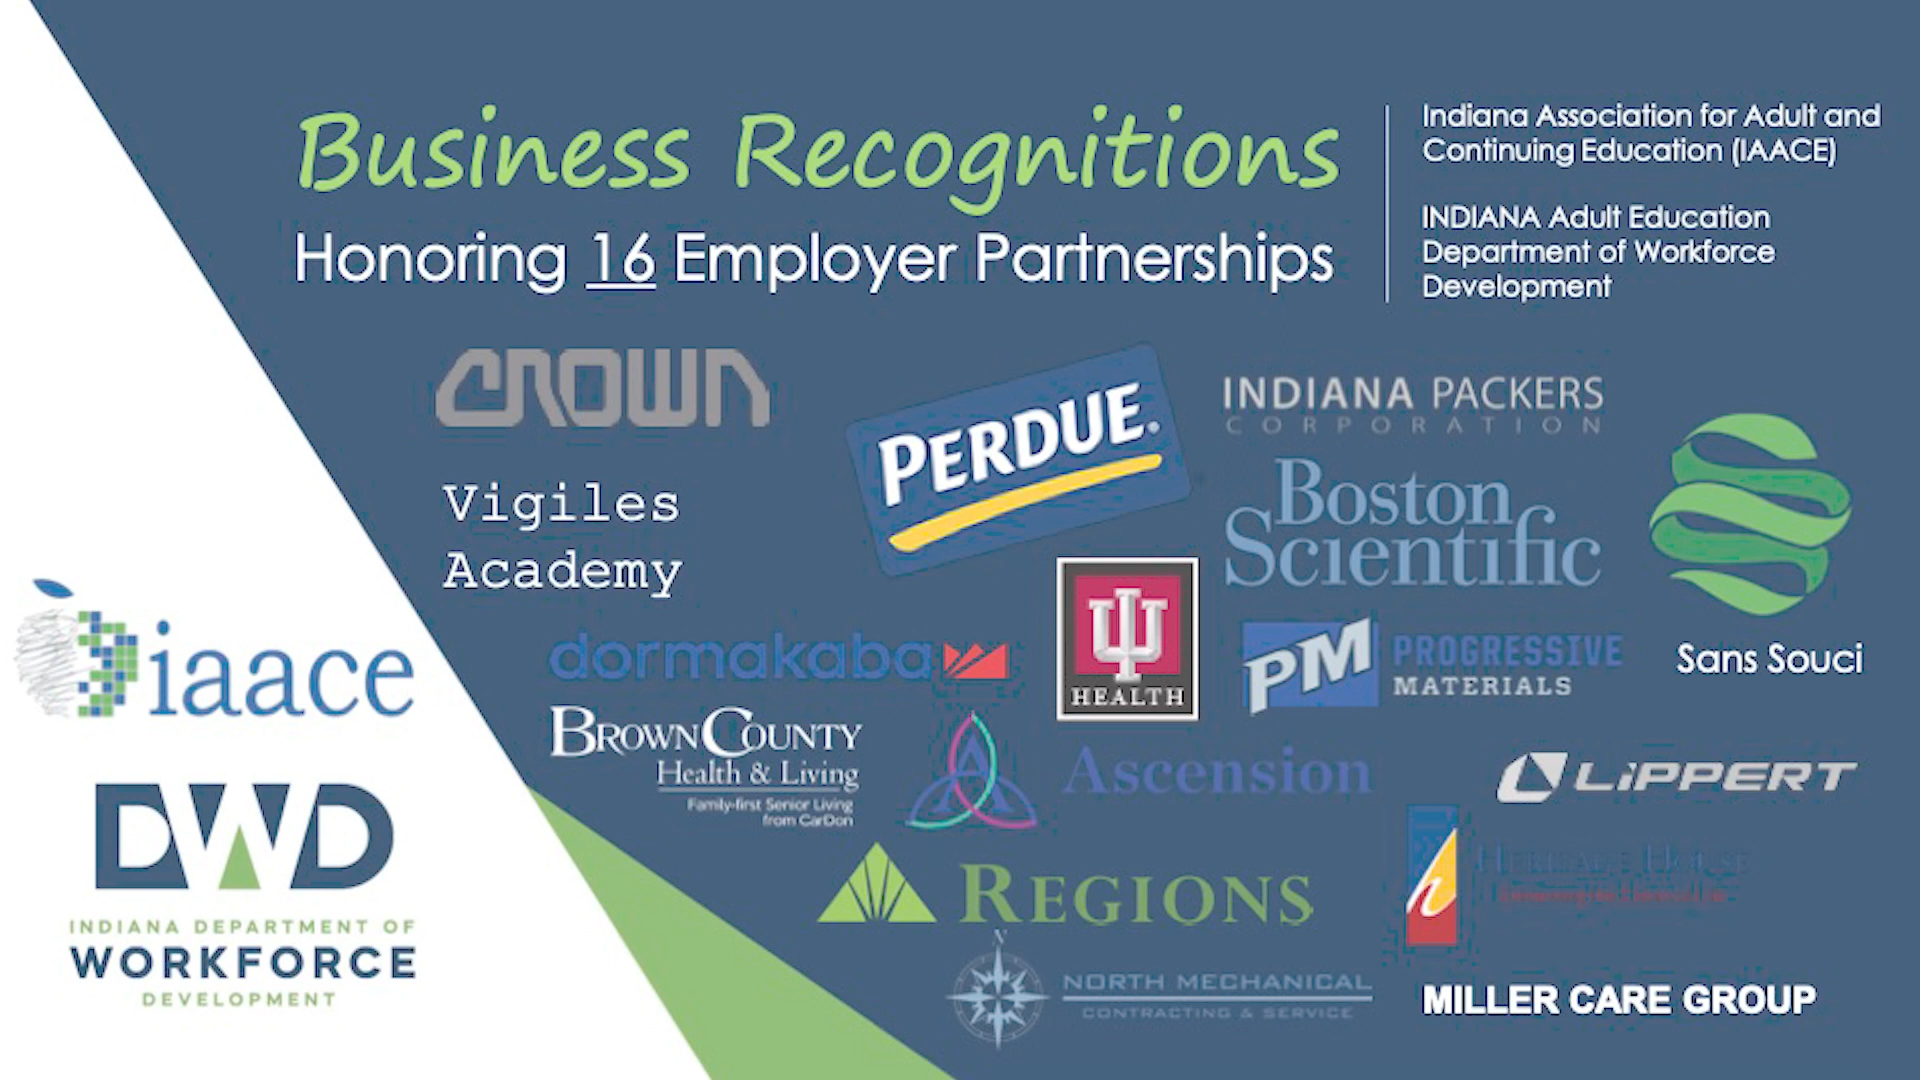 Business Recognitions
Honoring 16 Employer Partnerships
Indiana Association for Adult and
Continuing Education (IAACE)
INDIANA Adult Education
Department of Workforce
Development
CROWN
Vigiles
Academy
PERDUE.
INDIANA PACKERS
CORPORATION
Boston
Scientific
Sans Souci
dormakaba
HEALTH
PM
PROGRESSIVE
MATERIALS
BROWN COUNTY
Health & Living
Family-first Senior Living
from CarDon
A
Ascension
LiPPERT
REGIONS
h
HERITAGE HOUSE
N
NORTH MECHANICAL
CONTRACTING & SERVICE
MILLER CARE GROUP
iaace
DWD
INDIANA DEPARTMENT OF
WORKFORCE
DEVELOPMENT